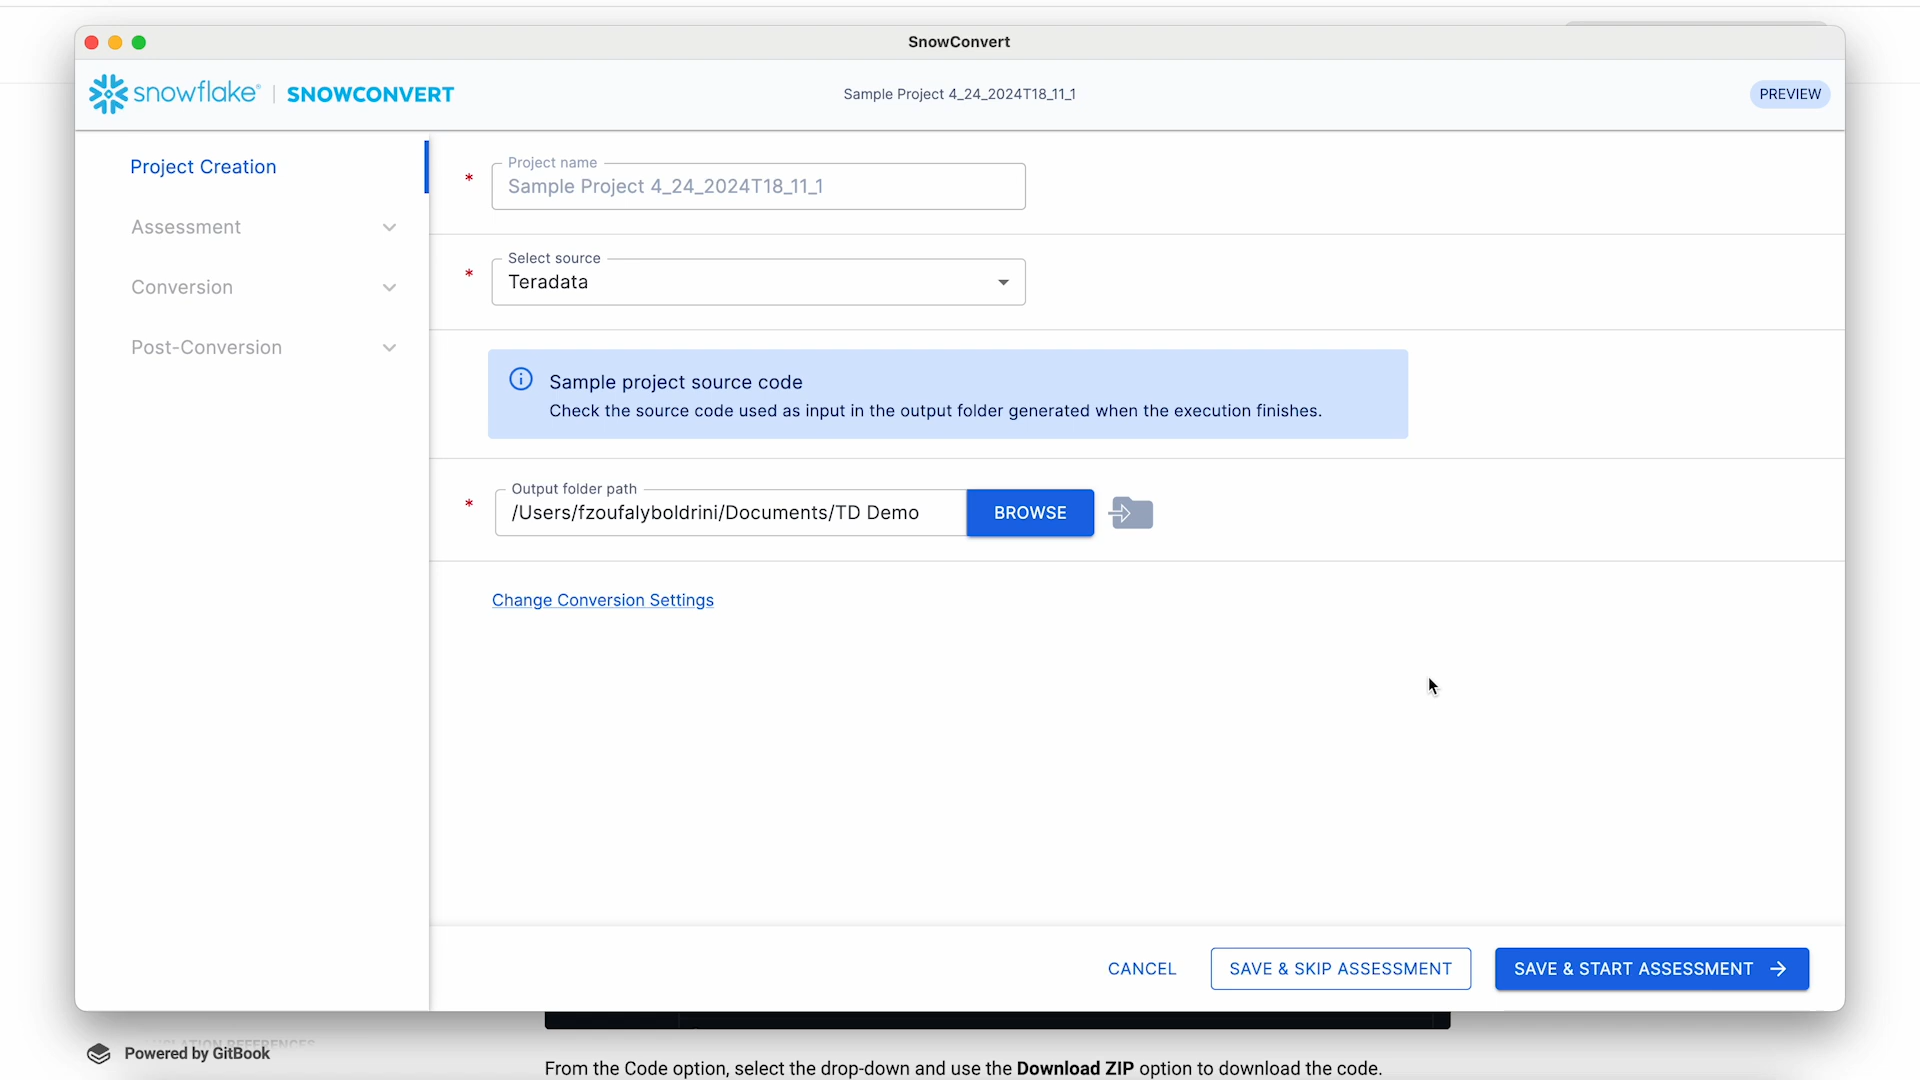 SnowConvert
snowflake® | SNOWCONVERT
Sample Project 4_24_2024T18_11_1
PREVIEW
Project Creation
Assessment
Conversion
Post-Conversion
Project name
* Sample Project 4_24_2024T18_11_1
Select source
* Teradata
Sample project source code
Check the source code used as input in the output folder generated when the execution finishes.
Output folder path
* /Users/fzoufalyboldrini/Documents/TD Demo
BROWSE
Change Conversion Settings
CANCEL
SAVE & SKIP ASSESSMENT
SAVE & START ASSESSMENT
REFERENCES
Powered by GitBook
From the Code option, select the drop-down and use the Download ZIP option to download the code.